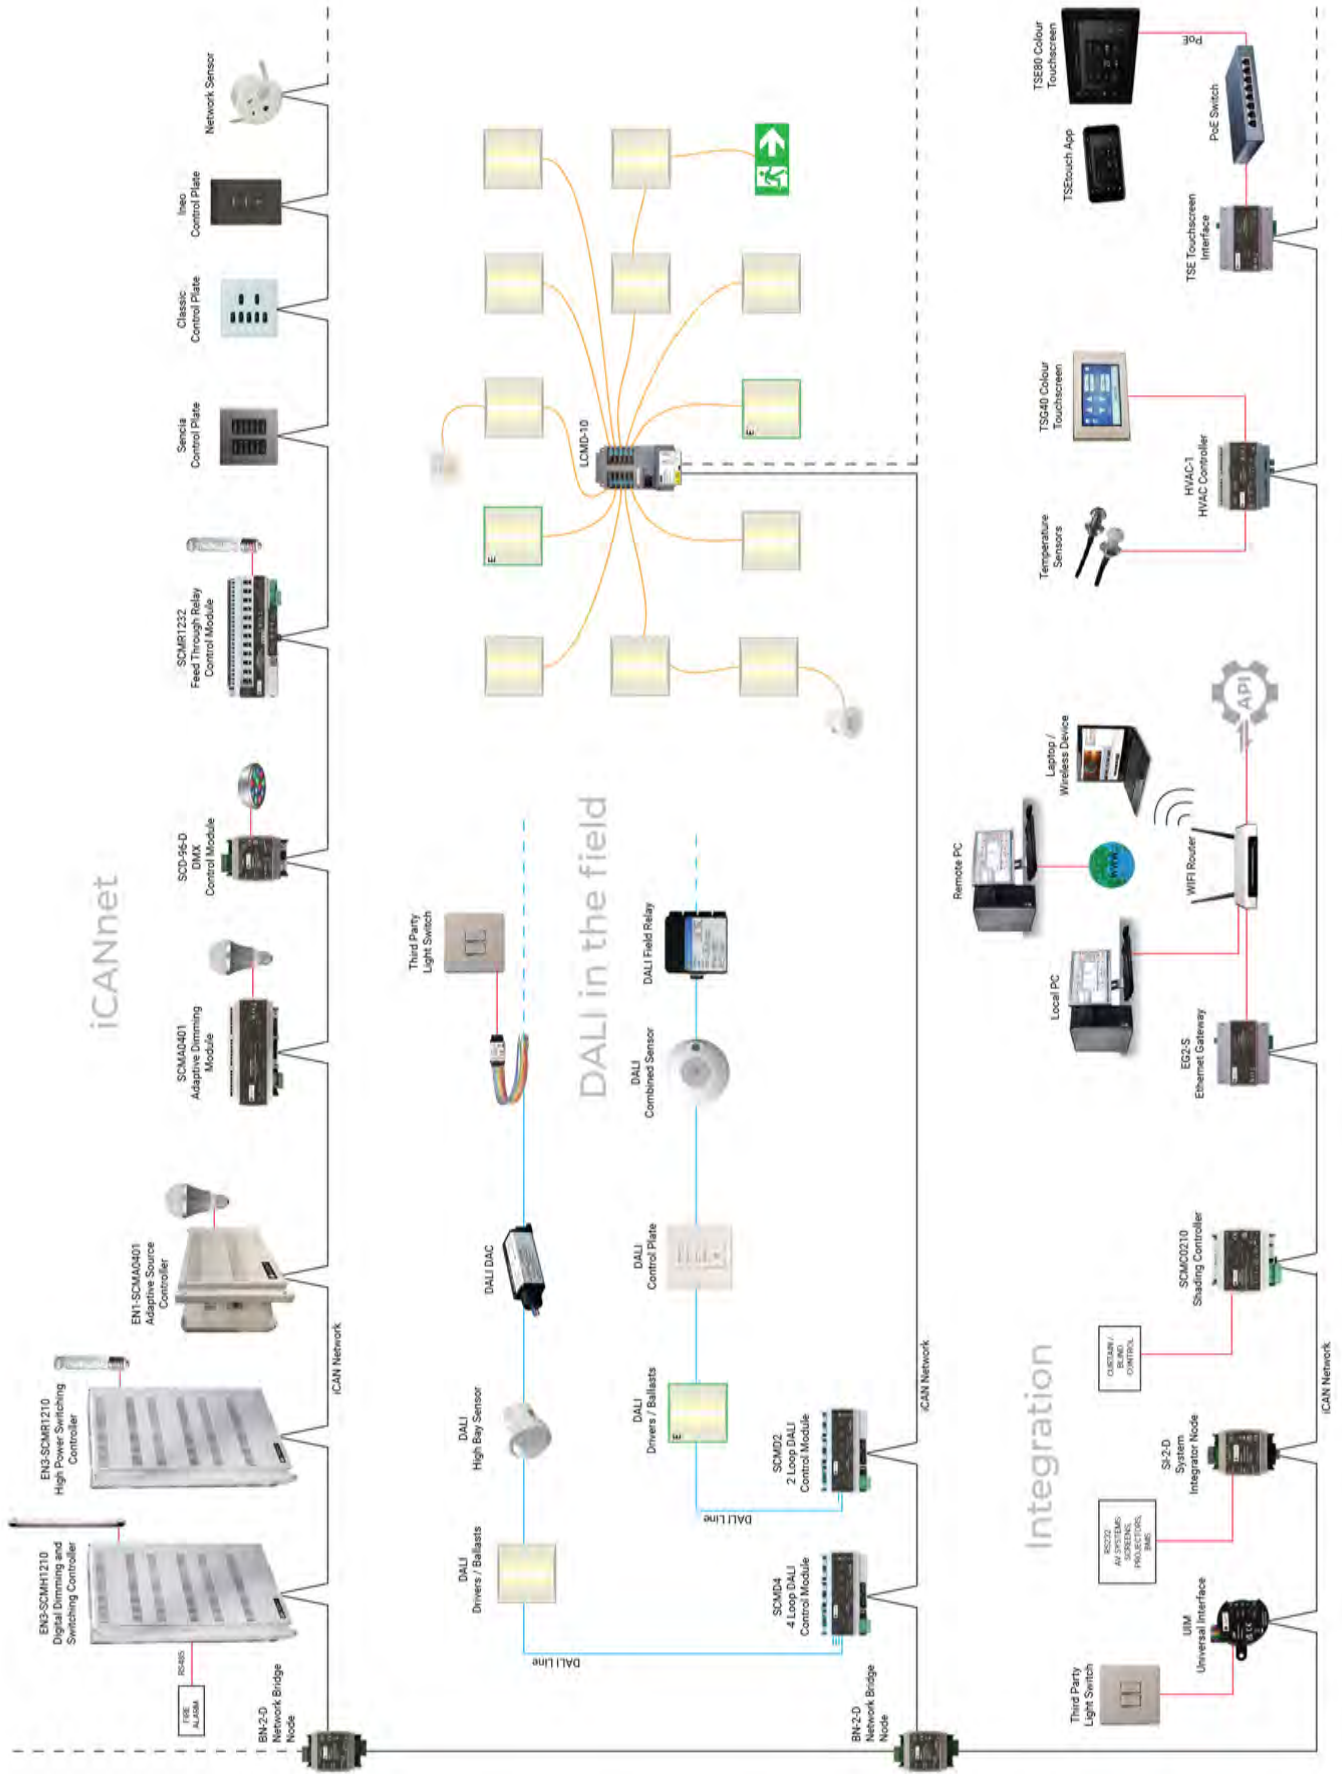 iCANnet
FIRE
ALARM
RS485
EN3-SCMH1210
Digital Dimming and
Switching Controller
EN3-SCMR1210
High Power Switching
Controller
EN1-SCMA0401
Adaptive Source
Controller
SCMA0401
Adaptive Dimming
Module
SCD-96-D
DMX
Control Module
SCMR1232
Feed Through Relay
Control Module
Sencia
Control Plate
Classic
Control Plate
Ineo
Control Plate
Network Sensor
BN-2-D
Network Bridge
Node
iCAN Network
DALI in the field
DALI
Drivers / Ballasts
DALI
High Bay Sensor
DALI DAC
Third Party
Light Switch
DALI Line
DALI
Drivers / Ballasts
DALI
Control Plate
DALI
Combined Sensor
DALI Field Relay
DALI Line
SCMD4
4 Loop DALI
Control Module
SCMD2
2 Loop DALI
Control Module
LCMD-10
E
E
E
BN-2-D
Network Bridge
Node
iCAN Network
Integration
Third Party
Light Switch
UIM
Universal Interface
RS232
AV SYSTEMS
SCREENS,
PROJECTORS,
BMS
SI-2-D
System
Integrator Node
CURTAIN /
BLIND
CONTROL
SCMC0210
Shading Controller
Local PC
EG2-S
Ethernet Gateway
Remote PC
www.
Laptop /
Wireless Device
WIFI Router
API
Temperature
Sensors
HVAC-1
HVAC Controller
TSG40 Colour
Touchscreen
TSEtouch App
TSE80 Colour
Touchscreen
PoE
PoE Switch
TSE Touchscreen
Interface
iCAN Network